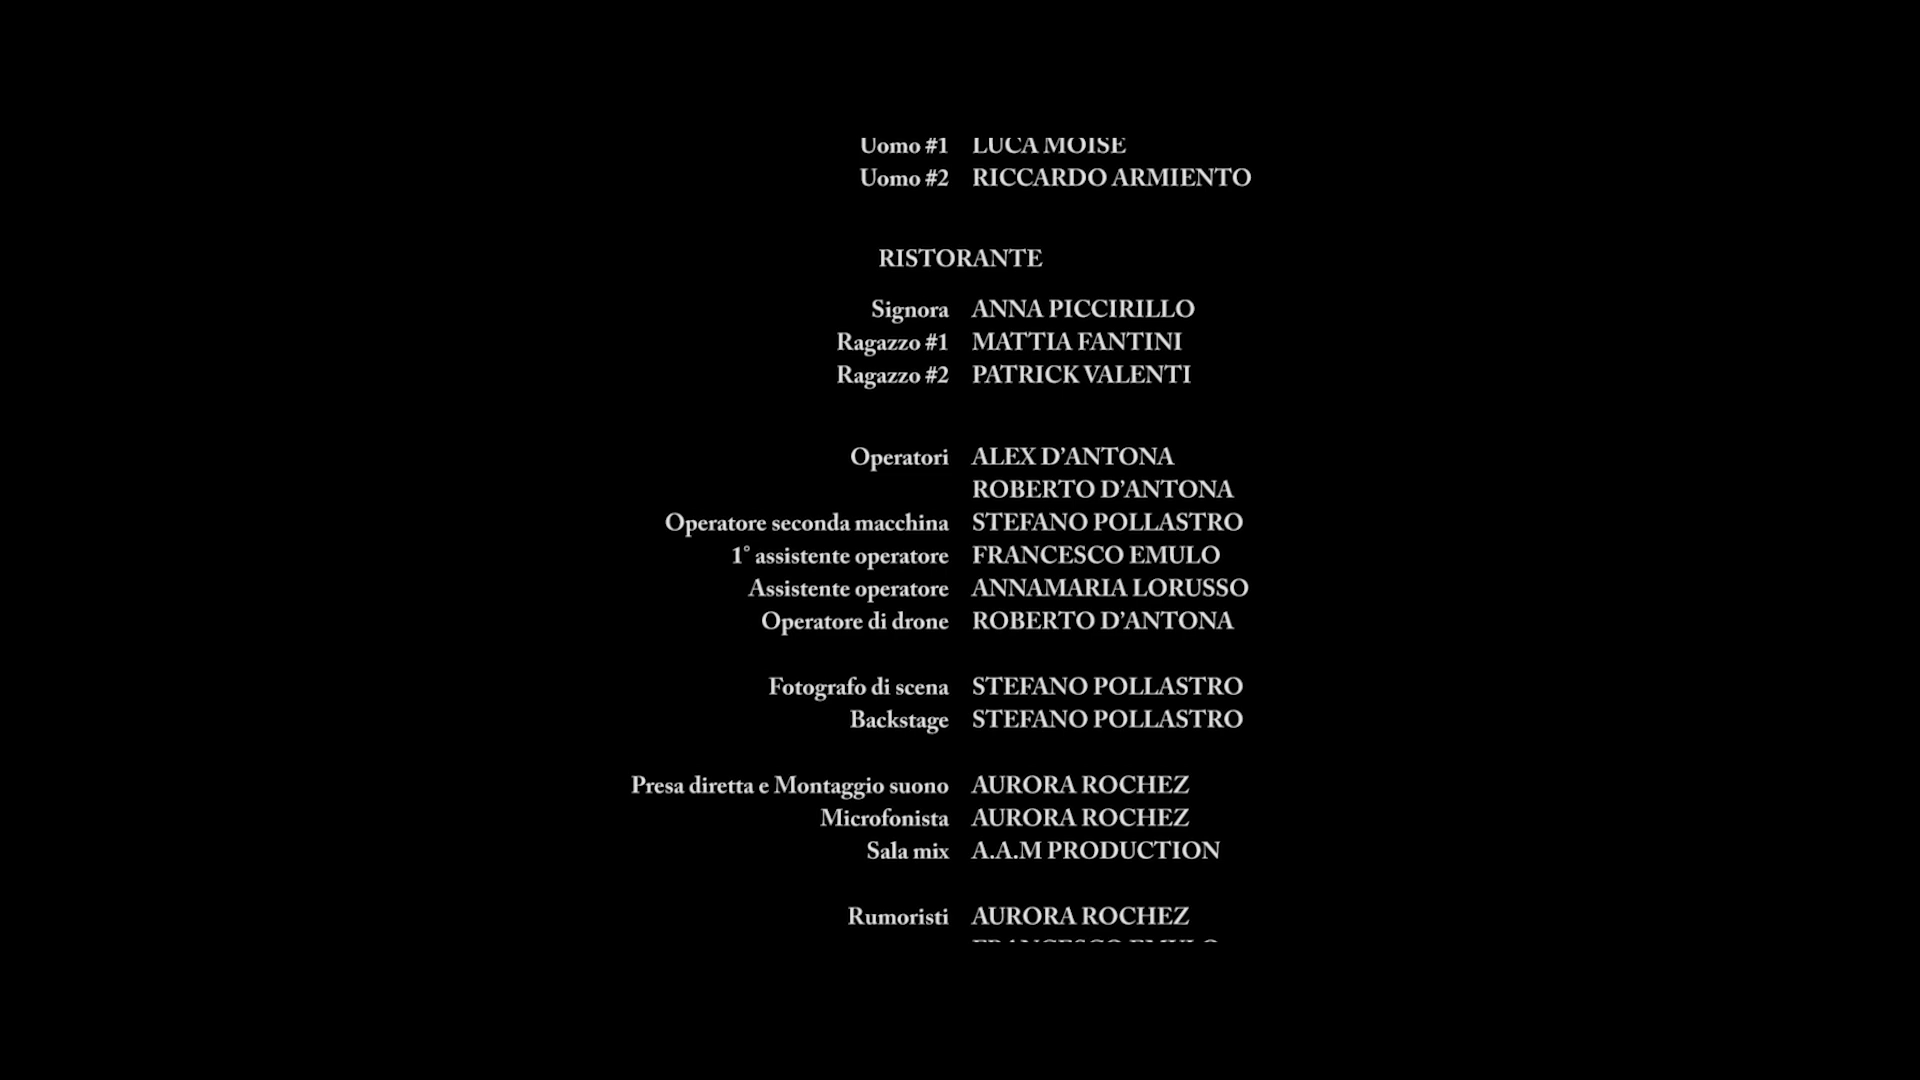 Uomo #1 LUCA MOISE
Uomo #2 RICCARDO ARMIENTO
RISTORANTE
Signora ANNA PICCIRILLO
Ragazzo #1 MATTIA FANTINI
Ragazzo #2 PATRICK VALENTI
Operatori ALEX D’ANTONA
ROBERTO D’ANTONA
Operatore seconda macchina STEFANO POLLASTRO
1° assistente operatore FRANCESCO EMULO
Assistente operatore ANNAMARIA LORUSSO
Operatore di drone ROBERTO D’ANTONA
Fotografo di scena STEFANO POLLASTRO
Backstage STEFANO POLLASTRO
Presa diretta e Montaggio suono AURORA ROCHEZ
Microfonista AURORA ROCHEZ
Sala mix A.A.M PRODUCTION
Rumoristi AURORA ROCHEZ